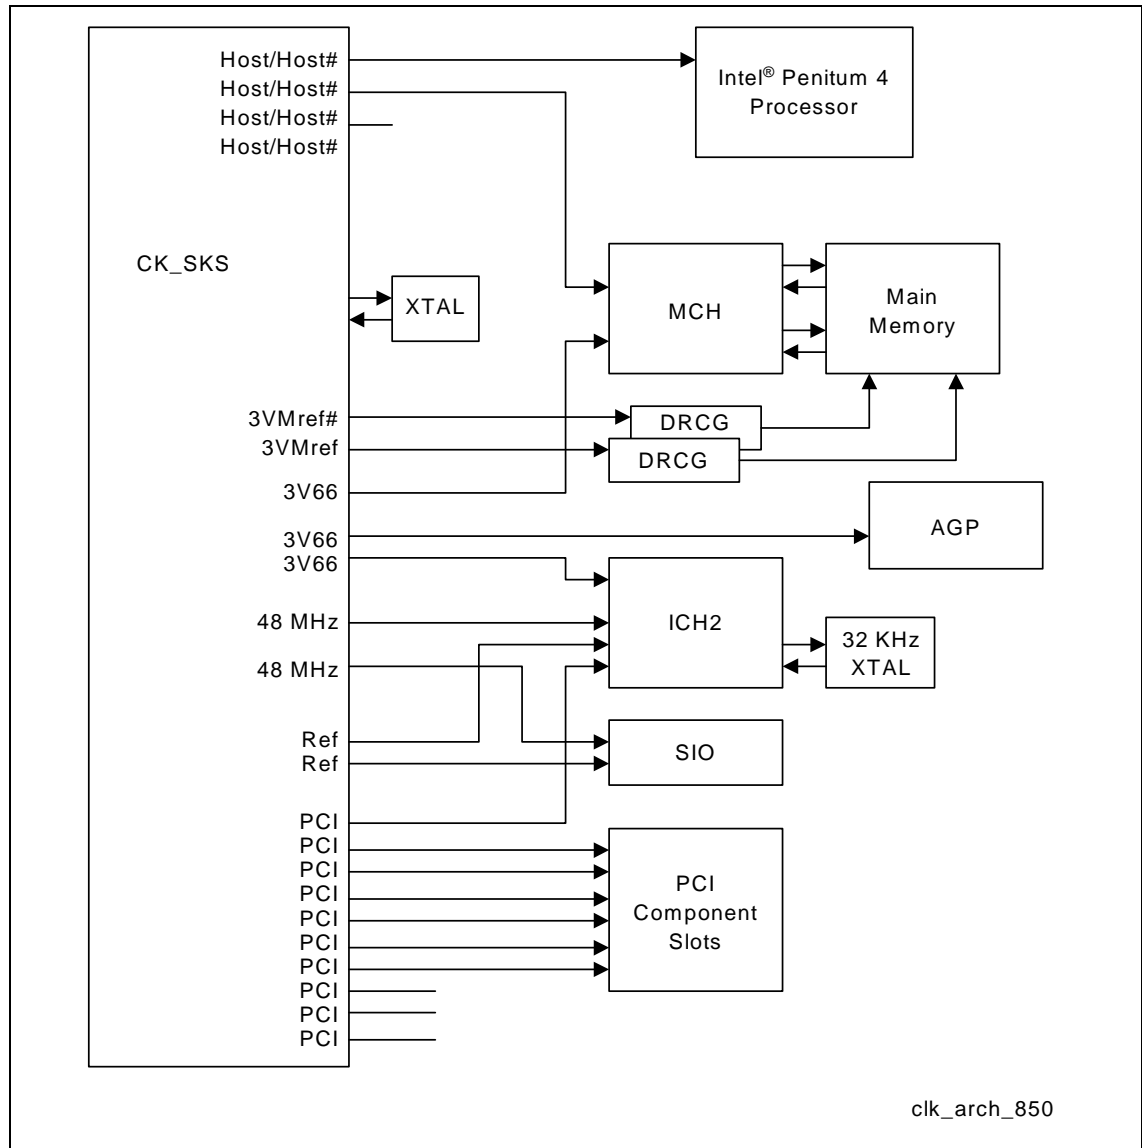 Host/Host#
Host/Host#
Host/Host#
Host/Host#
Intel® Penitum 4
Processor
CK_SKS
XTAL
MCH
Main
Memory
3VMref#
3VMref
DRCG
DRCG
3V66
3V66
3V66
AGP
48 MHz
48 MHz
ICH2
32 KHz
XTAL
Ref
Ref
SIO
PCI
PCI
PCI
PCI
PCI
PCI
PCI
PCI
PCI
PCI
PCI
Component
Slots
clk_arch_850